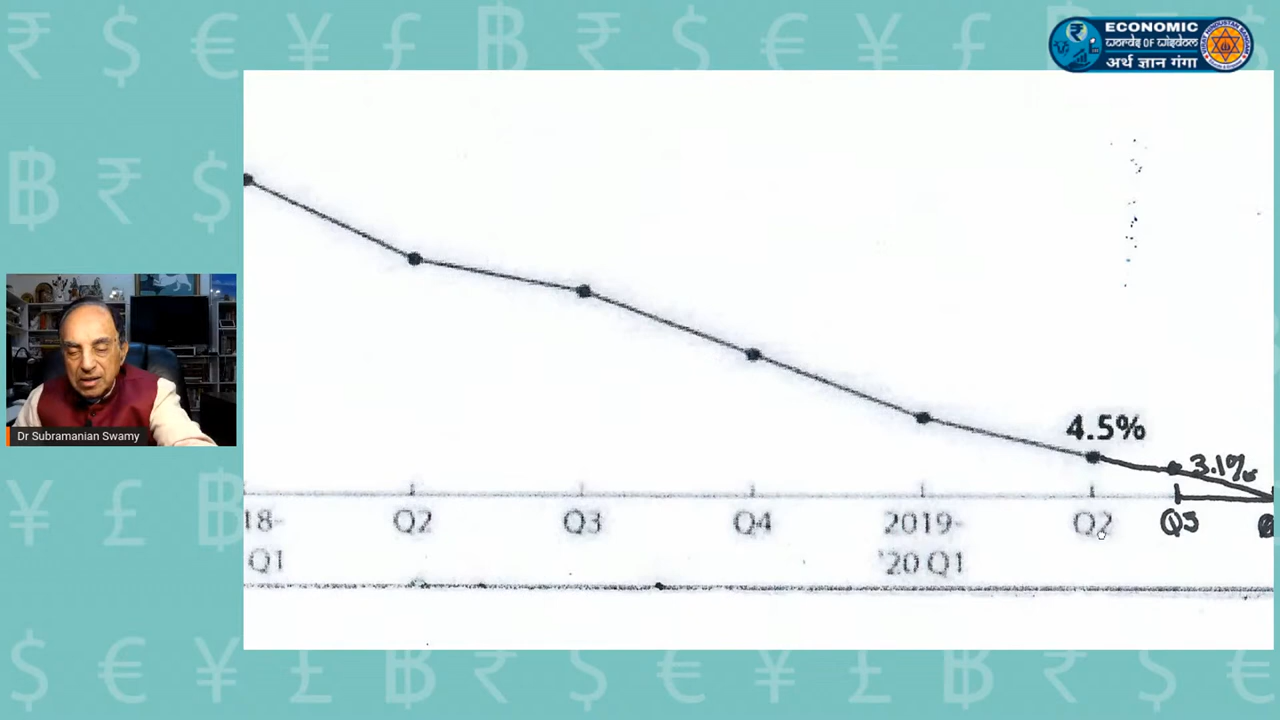 ECONOMIC
WORDS OF WISDOM
अर्थ ज्ञान गंगा
4.5%
3.1%
18-
Q2
Q3
Q4
2019-
Q2
Q3
Q1
'20 Q1
Dr Subramanian Swamy